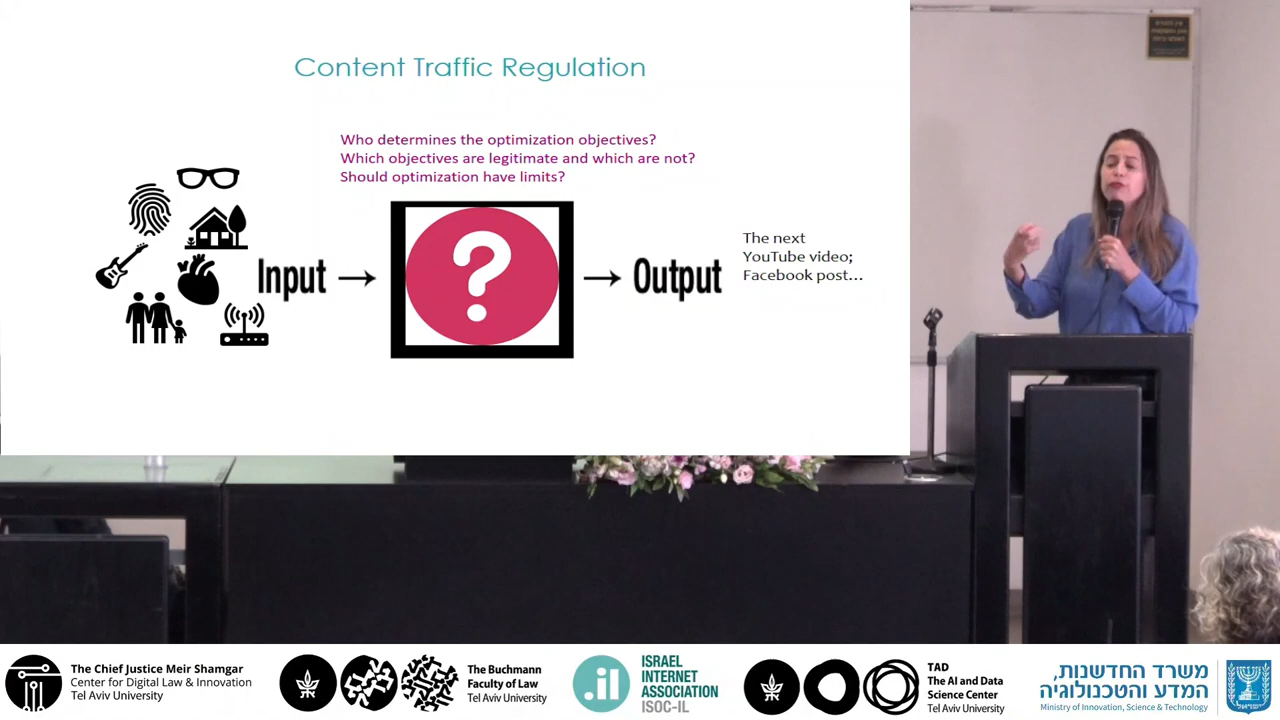 Content Traffic Regulation
Who determines the optimization objectives?
Which objectives are legitimate and which are not?
Should optimization have limits?
Input
?
Output
The next
YouTube video;
Facebook post...
The Chief Justice Meir Shamgar
Center for Digital Law & Innovation
Tel Aviv University
The Buchmann
Faculty of Law
Tel Aviv University
.il
ISRAEL
INTERNET
ASSOCIATION
ISOC-IL
TAD
The AI and Data
Science Center
Tel Aviv University
משרד החדשנות,
המדע והטכנולוגיה
Ministry of Innovation, Science & Technology